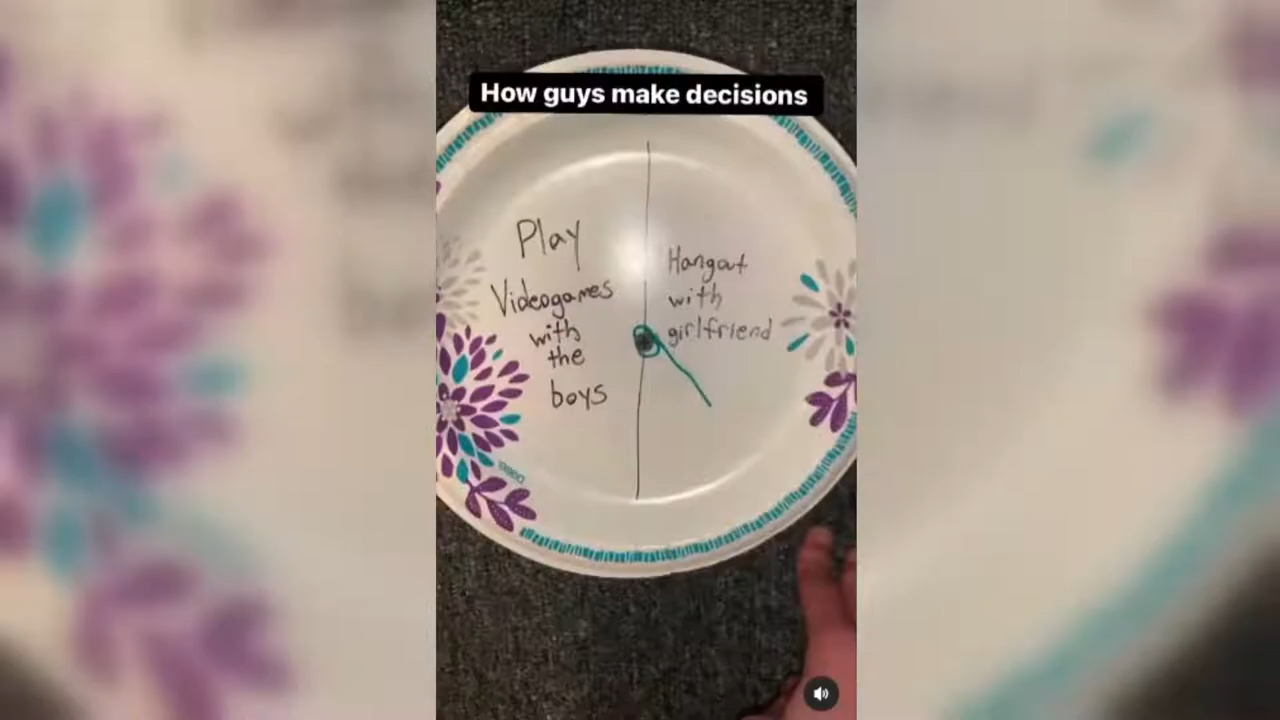 How guys make decisions
Play
Videogames
with
the
boys
Hangout
with
girlfriend